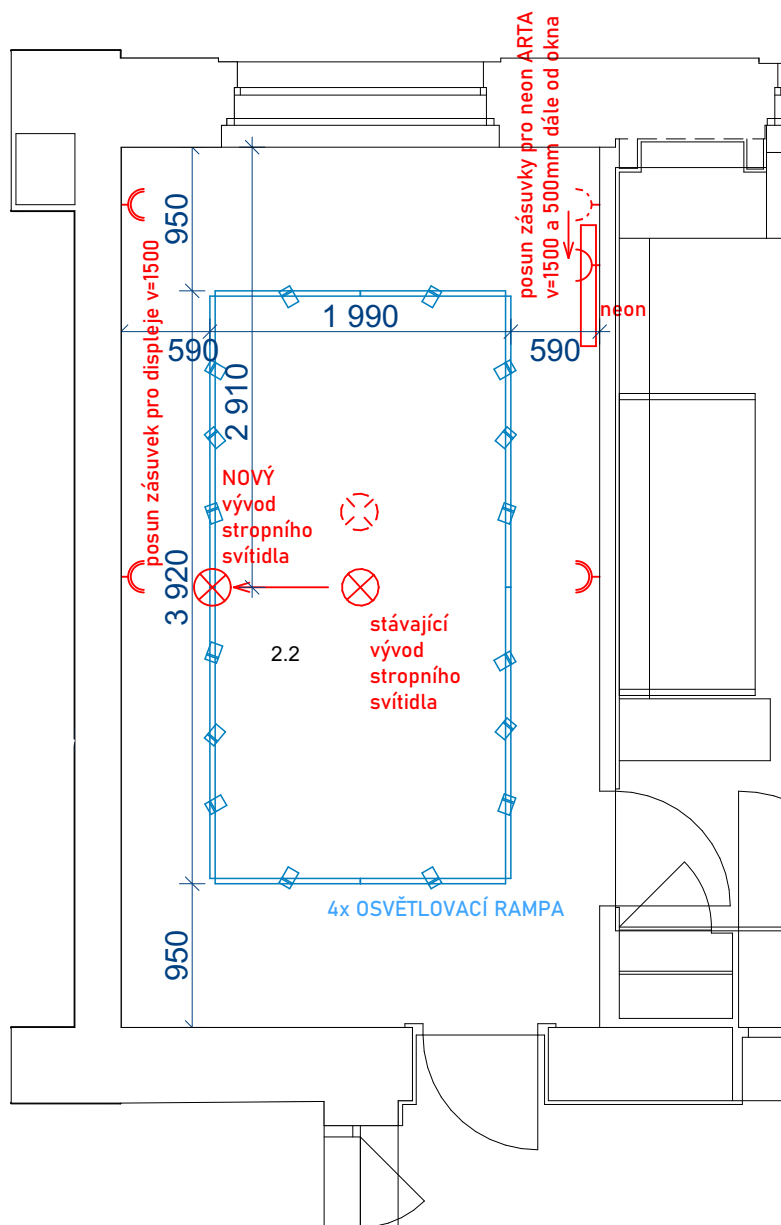 posun zásuvky pro neon ARTA
v=1500 a 500mm dále od okna
950
posun zásuvek pro displeje v=1500
1 990
neon
590
590
2 910
NOVÝ
vývod
stropního
svítidla
3 920
stávající
vývod
stropního
svítidla
2.2
4x OSVĚTLOVACÍ RAMPA
950